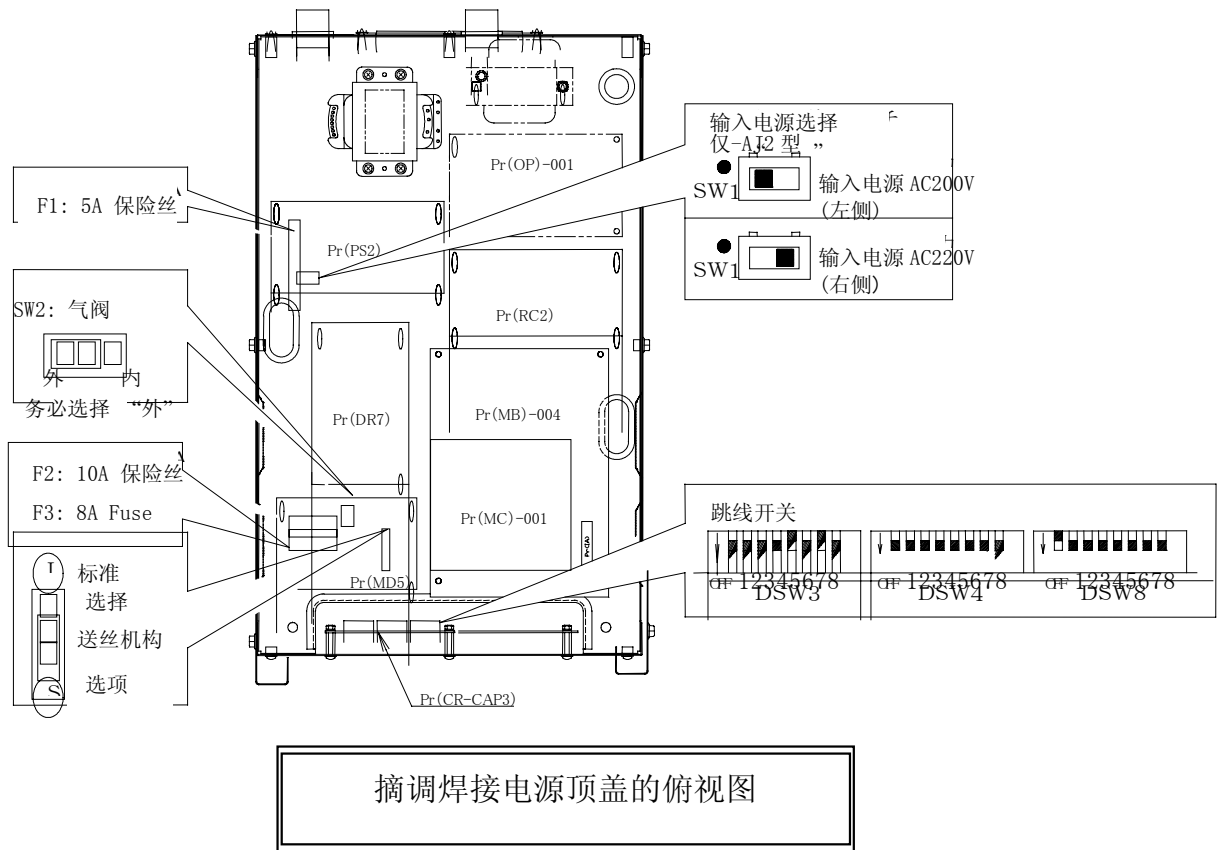 输入电源选择
仅-AJ2 型 ”
SW1
输入电源 AC200V
(左侧)
SW1
输入电源 AC220V
(右侧)
F1: 5A 保险丝
SW2: 气阀
外 内
务必选择 “外”
F2: 10A 保险丝
F3: 8A Fuse
标准
选择
送丝机构
选项
Pr(OP)-001
Pr(PS2)
Pr(RC2)
Pr(DR7)
Pr(MB)-004
Pr(MC)-001
Pr(MD5)
Pr(CR-CAP3)
跳线开关
OFF 12345678
DSW3
OFF 12345678
DSW4
OFF 12345678
DSW8
摘调焊接电源顶盖的俯视图